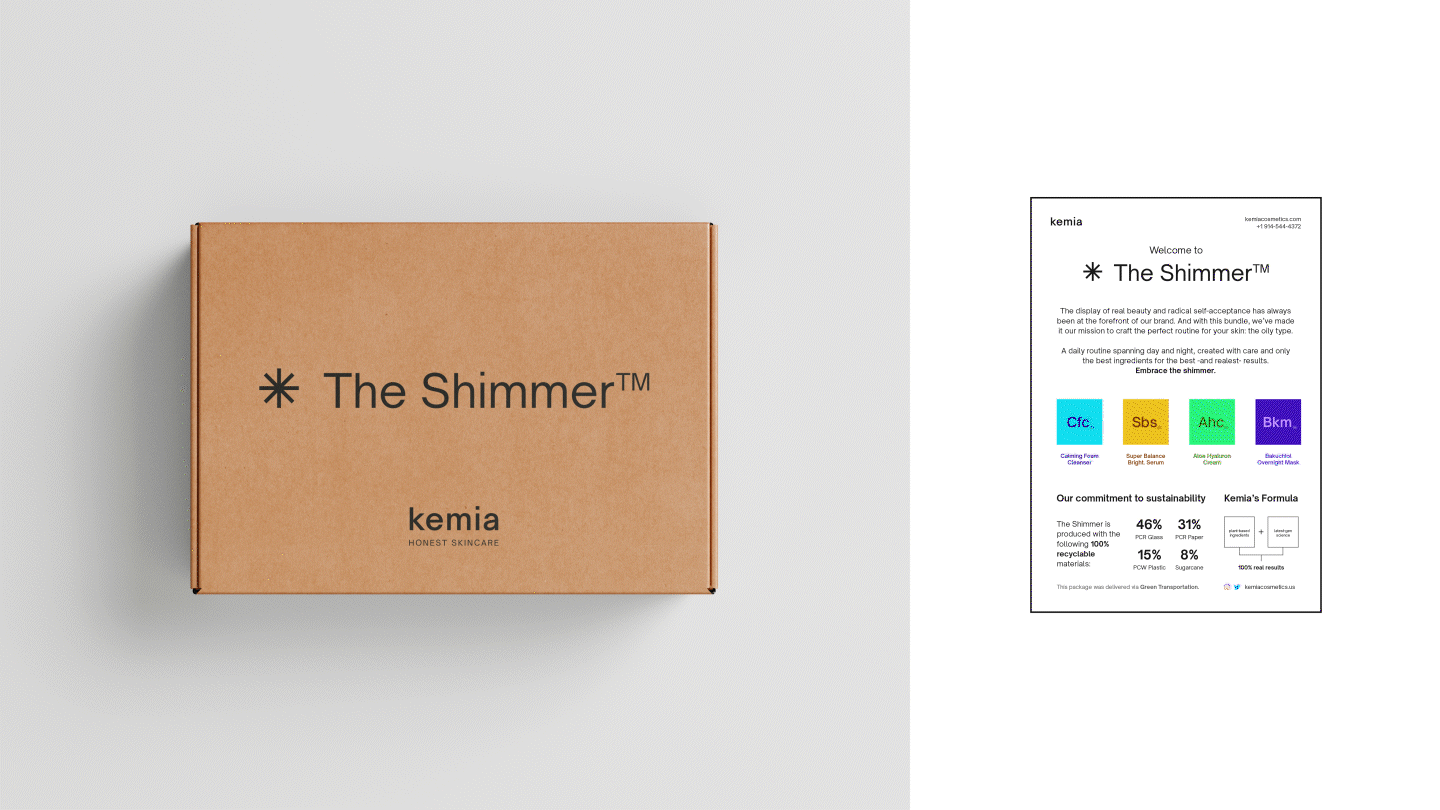 ✳ The Shimmer™
kemia
HONEST SKINCARE
kemia
kemiacosmetics.com
+1 914-544-4372
Welcome to
✳ The Shimmer™
The display of real beauty and radical self-acceptance has always
been at the forefront of our brand. And with this bundle, we've made
it our mission to craft the perfect routine for your skin: the oily type.
A daily routine spanning day and night, created with care and only
the best ingredients for the best -and realest- results.
Embrace the shimmer.
Cfc
Sbs
Ahc
Bkm
Calming Foam
Cleanser
Super Balance
Bright. Serum
Aloe Hyaluron
Cream
Bakuchiol
Overnight Mask
Our commitment to sustainability
The Shimmer is
produced with the
following 100%
recyclable
materials:
46%
PCR Glass
31%
PCR Paper
15%
PCW Plastic
8%
Sugarcane
Kemia's Formula
plant-based
ingredients
+
latest-gen
science
100% real results
This package was delivered via Green Transportation.
kemiacosmetics.us